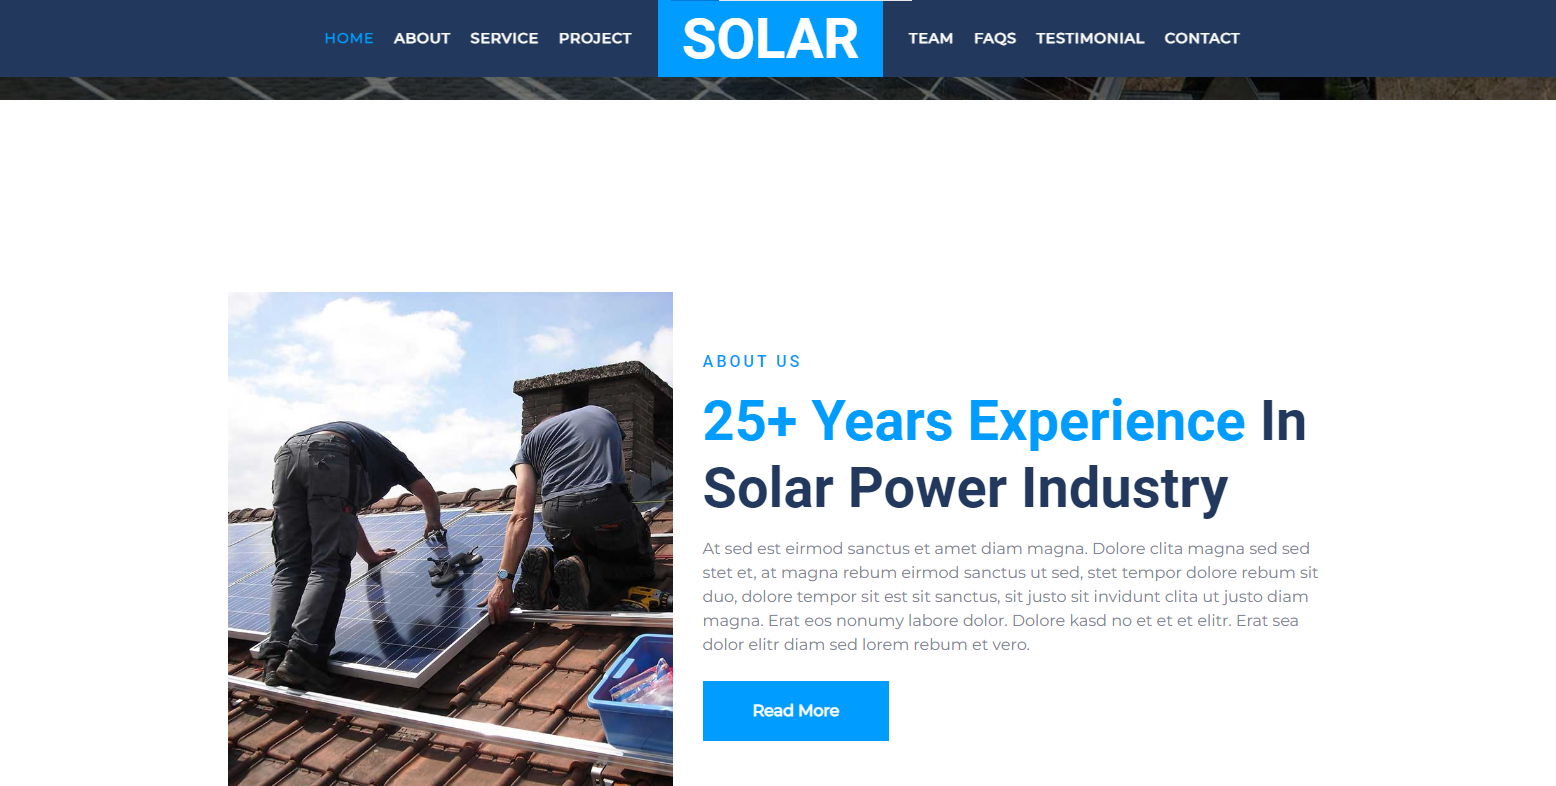 HOME ABOUT SERVICE PROJECT SOLAR TEAM FAQS TESTIMONIAL CONTACT
ABOUT US
25+ Years Experience In
Solar Power Industry
At sed est eirmod sanctus et amet diam magna. Dolore clita magna sed sed
stet et, at magna rebum eirmod sanctus ut sed, stet tempor dolore rebum sit
duo, dolore tempor sit est sit sanctus, sit justo sit invidunt clita ut justo diam
magna. Erat eos nonumy labore dolor. Dolore kasd no et et et elitr. Erat sea
dolor elitr diam sed lorem rebum et vero.
Read More